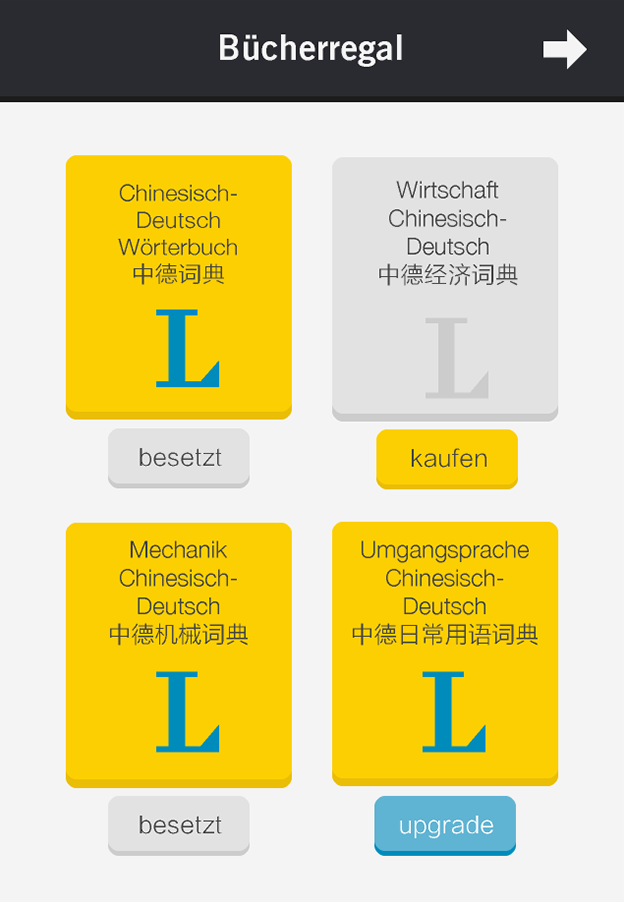 Bücherregal
Chinesisch-
Deutsch
Wörterbuch
中德词典
L
besetzt
Wirtschaft
Chinesisch-
Deutsch
中德经济词典
L
kaufen
Mechanik
Chinesisch-
Deutsch
中德机械词典
L
besetzt
Umgangsprache
Chinesisch-
Deutsch
中德日常用语词典
L
upgrade